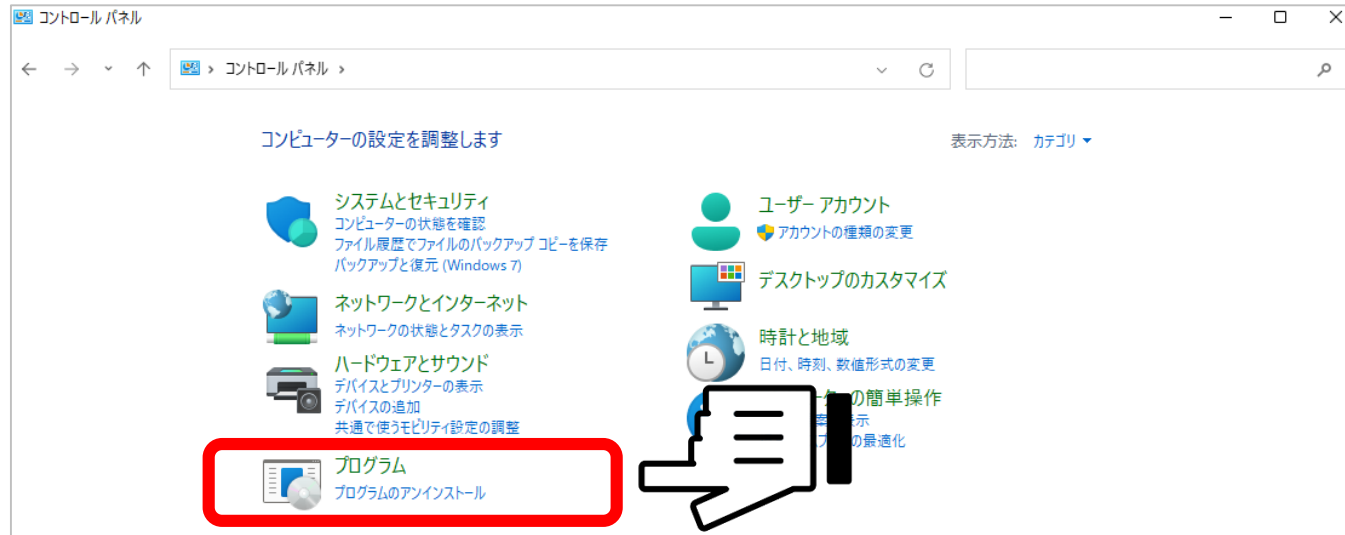 コントロール パネル
コントロール パネル
コンピューターの設定を調整します
表示方法: カテゴリ
システムとセキュリティ
コンピューターの状態を確認
ファイル履歴でファイルのバックアップ コピーを保存
バックアップと復元 (Windows 7)
ネットワークとインターネット
ネットワークの状態とタスクの表示
ハードウェアとサウンド
デバイスとプリンターの表示
デバイスの追加
共通で使うモビリティ設定の調整
プログラム
プログラムのアンインストール
ユーザー アカウント
アカウントの種類の変更
デスクトップのカスタマイズ
時計と地域
日付、時刻、数値形式の変更
の簡単操作
示
の最適化